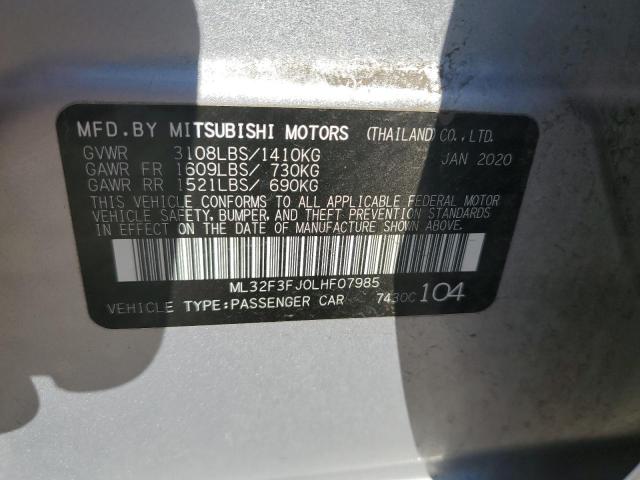 MFD.BY MITSUBISHI MOTORS (THAILAND) CO.,LTD.
GVWR 3108LBS/1410KG JAN 2020
GAWR FR 1609LBS/ 730KG
GAWR RR 1521LBS/ 690KG
THIS VEHICLE CONFORMS TO ALL APPLICABLE FEDERAL MOTOR
VEHICLE SAFETY, BUMPER, AND THEFT PREVENTION STANDARDS
IN EFFECT ON THE DATE OF MANUFACTURE SHOWN ABOVE.
ML32F3FJ0LHF07985
VEHICLE TYPE:PASSENGER CAR 7430C 104